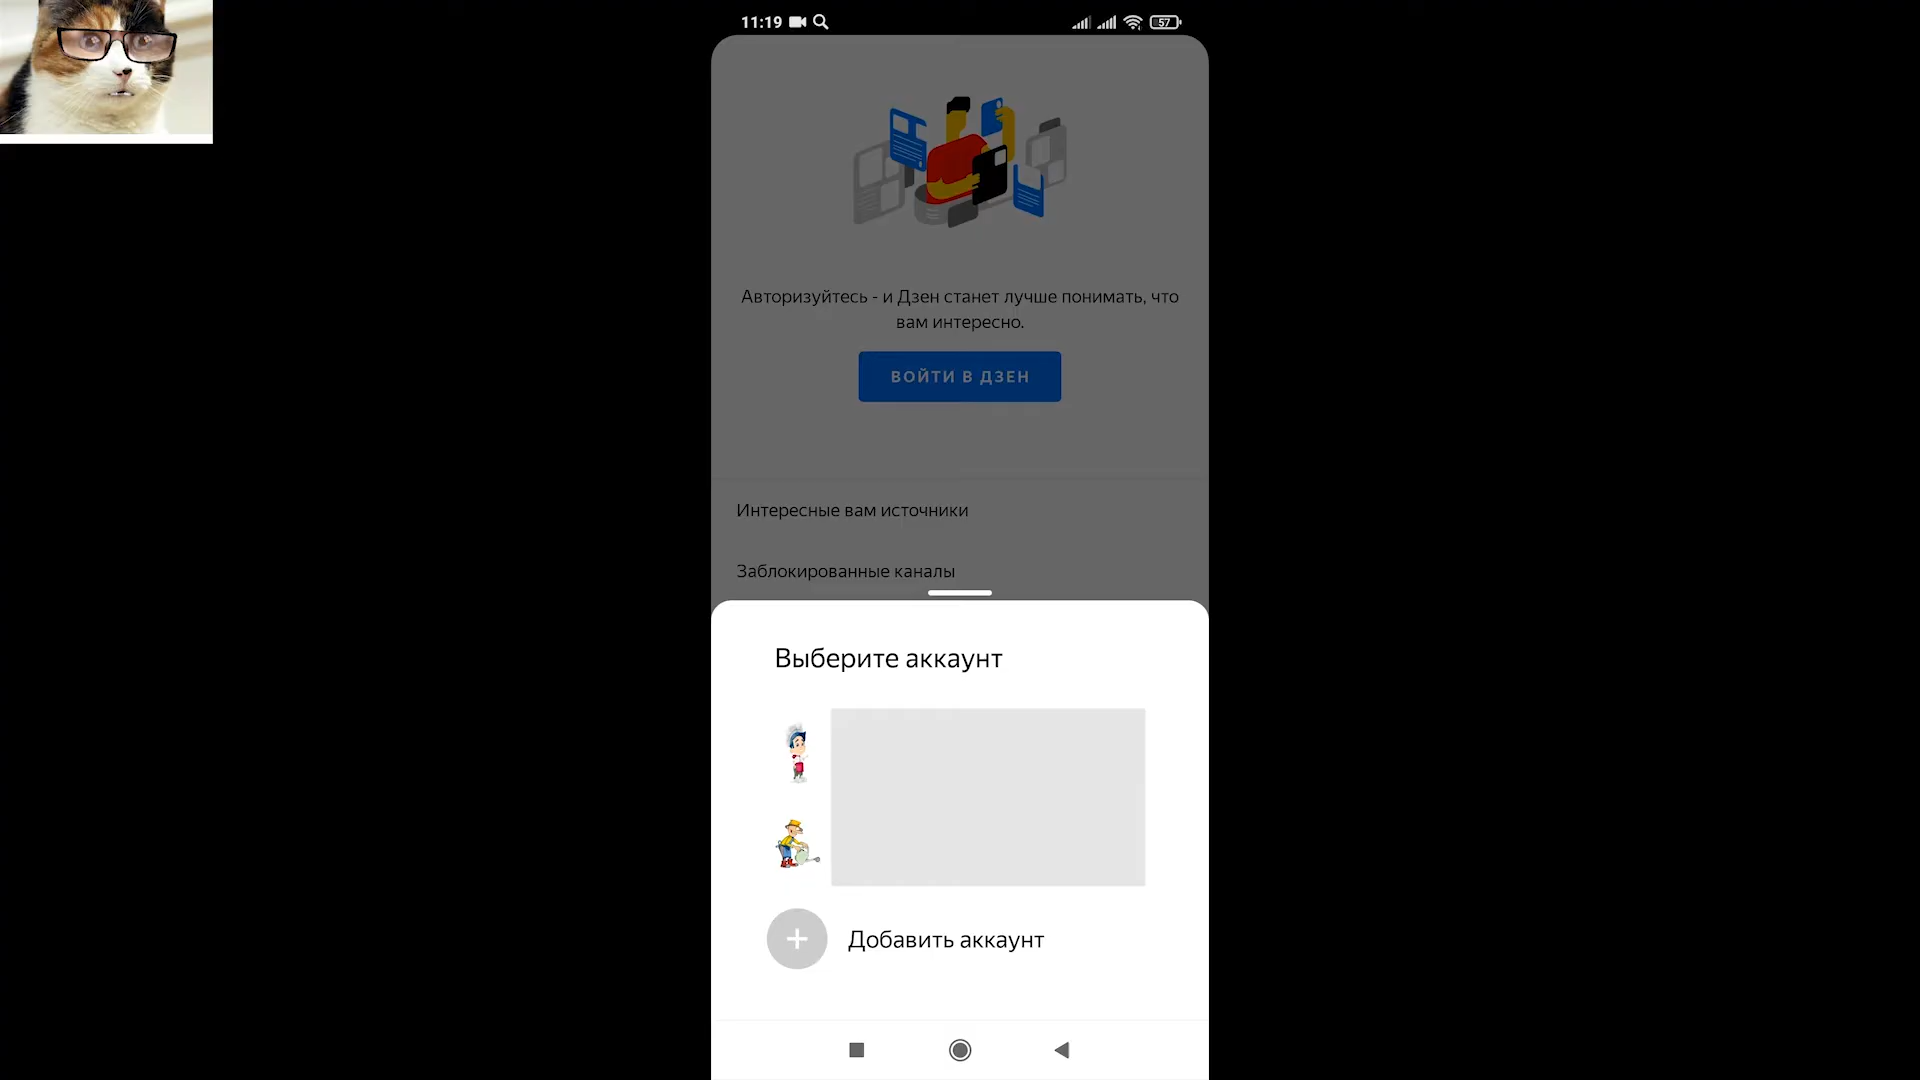 11:19
57
Авторизуйтесь - и Дзен станет лучше понимать, что
вам интересно.
ВОЙТИ В ДЗЕН
Интересные вам источники
Заблокированные каналы
Выберите аккаунт
Добавить аккаунт